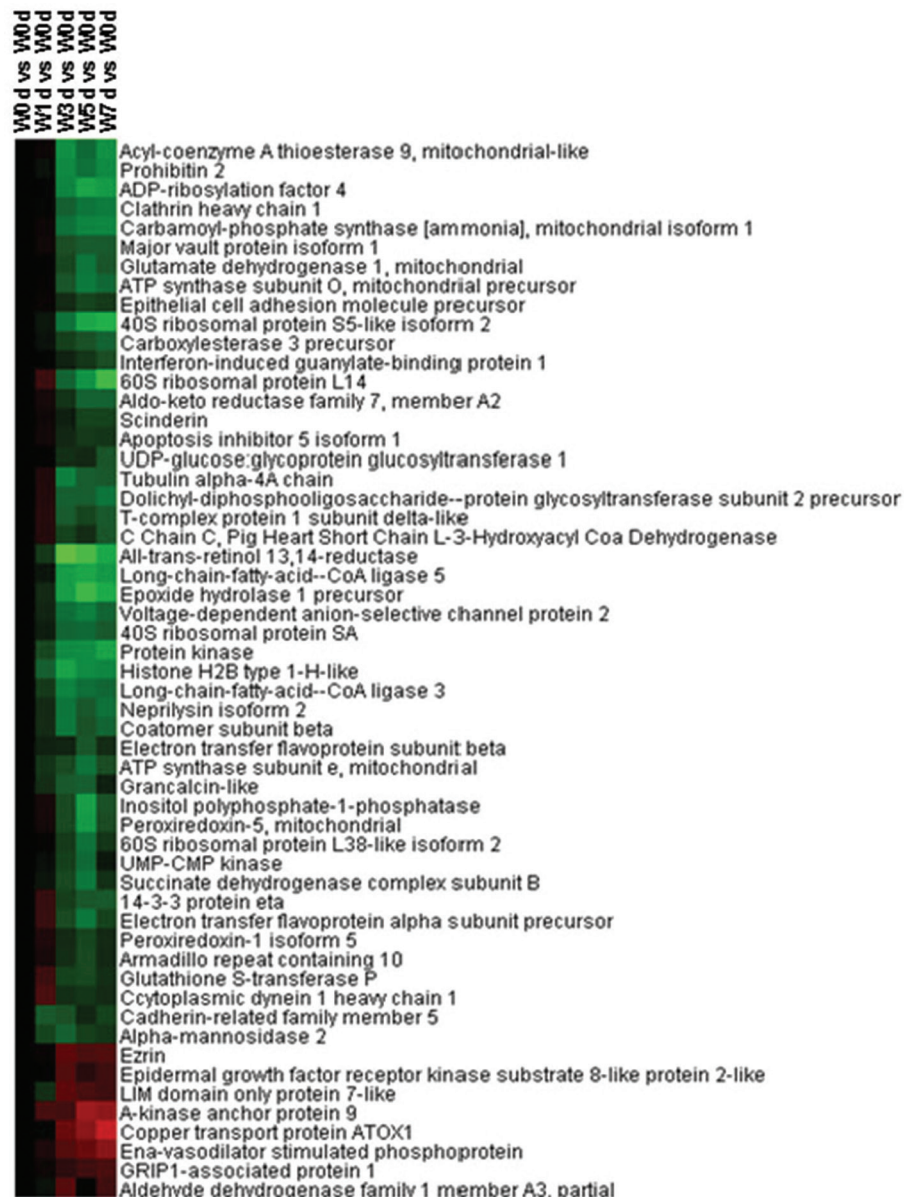 W0 d vs W0d
W1 d vs W0d
W3 d vs W0d
W5 d vs W0d
W7 d vs W0d
Acyl-coenzyme A thioesterase 9, mitochondrial-like
Prohibitin 2
ADP-ribosylation factor 4
Clathrin heavy chain 1
Carbamoyl-phosphate synthase [ammonia], mitochondrial isoform 1
Major vault protein isoform 1
Glutamate dehydrogenase 1, mitochondrial
ATP synthase subunit O, mitochondrial precursor
Epithelial cell adhesion molecule precursor
40S ribosomal protein S5-like isoform 2
Carboxylesterase 3 precursor
Interferon-induced guanylate-binding protein 1
60S ribosomal protein L14
Aldo-keto reductase family 7, member A2
Scinderin
Apoptosis inhibitor 5 isoform 1
UDP-glucose:glycoprotein glucosyltransferase 1
Tubulin alpha-4A chain
Dolichyl-diphosphooligosaccharide--protein glycosyltransferase subunit 2 precursor
T-complex protein 1 subunit delta-like
C Chain C, Pig Heart Short Chain L-3-Hydroxyacyl Coa Dehydrogenase
All-trans-retinol 13,14-reductase
Long-chain-fatty-acid--CoA ligase 5
Epoxide hydrolase 1 precursor
Voltage-dependent anion-selective channel protein 2
40S ribosomal protein SA
Protein kinase
Histone H2B type 1-H-like
Long-chain-fatty-acid--CoA ligase 3
Neprilysin isoform 2
Coatomer subunit beta
Electron transfer flavoprotein subunit beta
ATP synthase subunit e, mitochondrial
Grancalcin-like
Inositol polyphosphate-1-phosphatase
Peroxiredoxin-5, mitochondrial
60S ribosomal protein L38-like isoform 2
UMP-CMP kinase
Succinate dehydrogenase complex subunit B
14-3-3 protein eta
Electron transfer flavoprotein alpha subunit precursor
Peroxiredoxin-1 isoform 5
Armadillo repeat containing 10
Glutathione S-transferase P
Ccytoplasmic dynein 1 heavy chain 1
Cadherin-related family member 5
Alpha-mannosidase 2
Ezrin
Epidermal growth factor receptor kinase substrate 8-like protein 2-like
LIM domain only protein 7-like
A-kinase anchor protein 9
Copper transport protein ATOX1
Ena-vasodilator stimulated phosphoprotein
GRIP1-associated protein 1
Aldehyde dehydrogenase family 1 member A3, partial